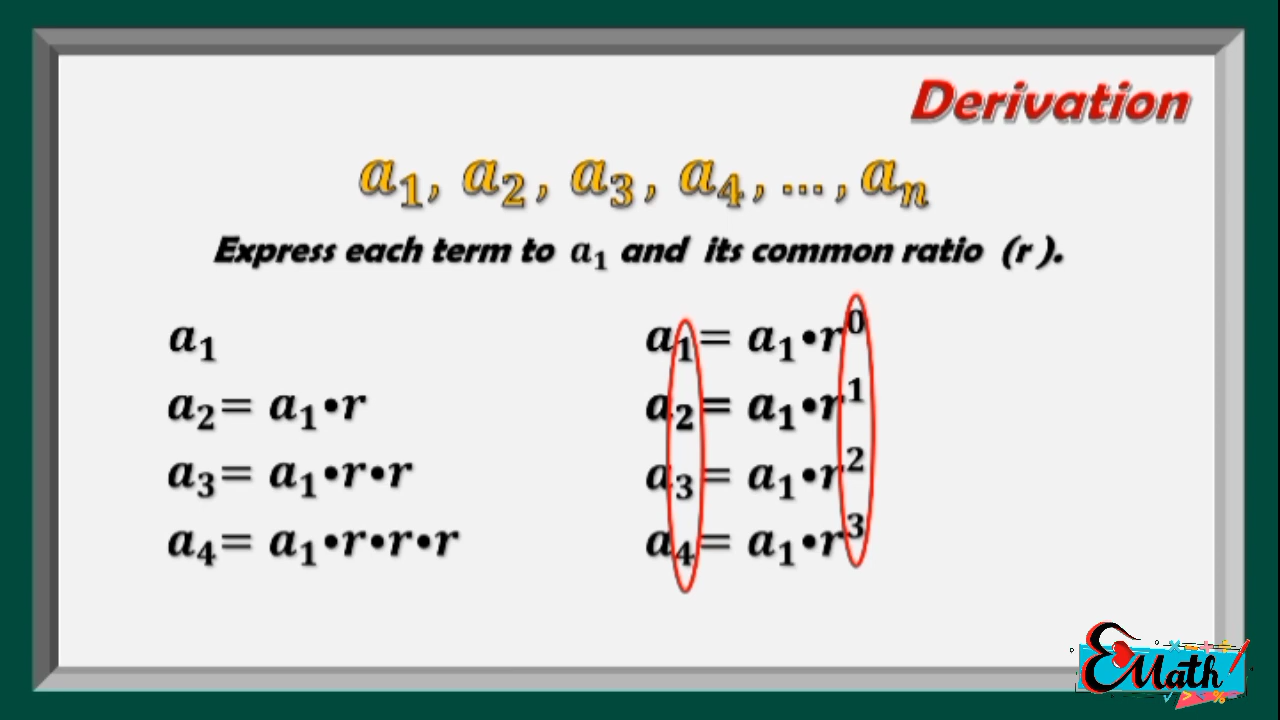 Derivation
a₁, a₂, a₃, a₄, ... , aₙ
Express each term to a₁ and its common ratio (r ).
a₁
a₂= a₁•r
a₃= a₁•r•r
a₄= a₁•r•r•r
a₁= a₁•r⁰
a₂= a₁•r¹
a₃= a₁•r²
a₄= a₁•r³
EMath